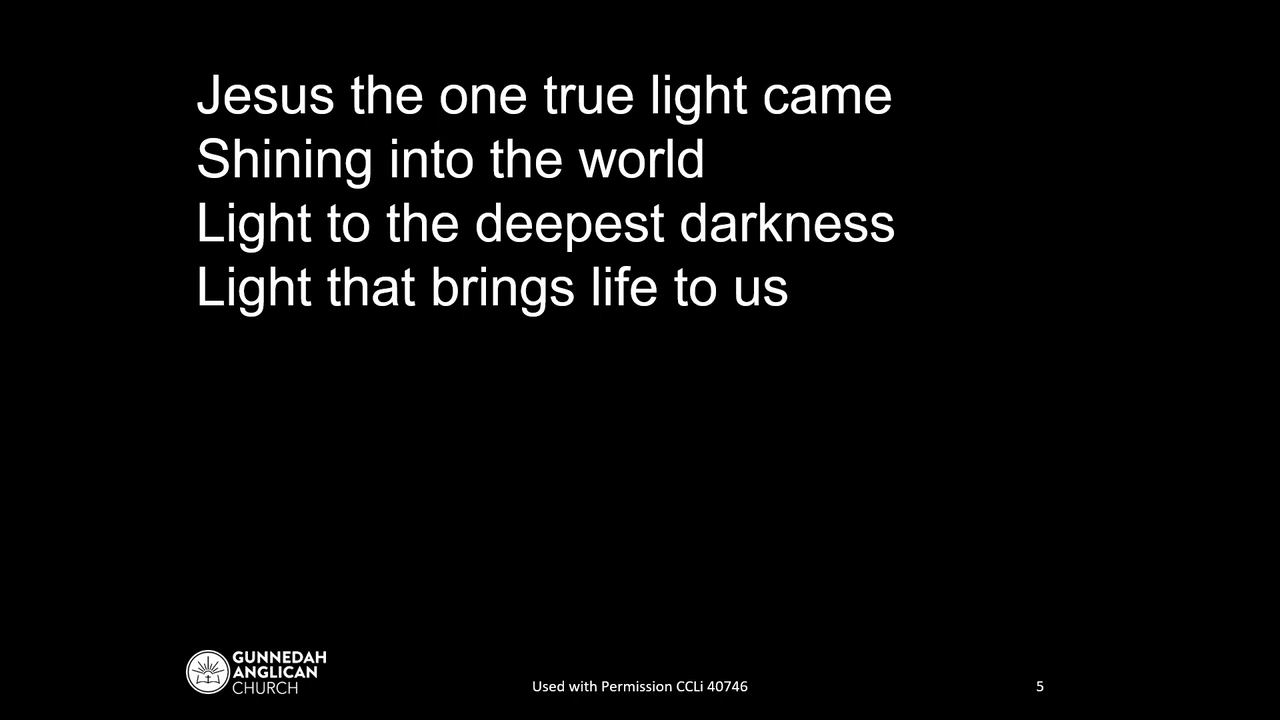 Jesus the one true light came
Shining into the world
Light to the deepest darkness
Light that brings life to us
GUNNEDAH
ANGLICAN
CHURCH
Used with Permission CCLi 40746
5